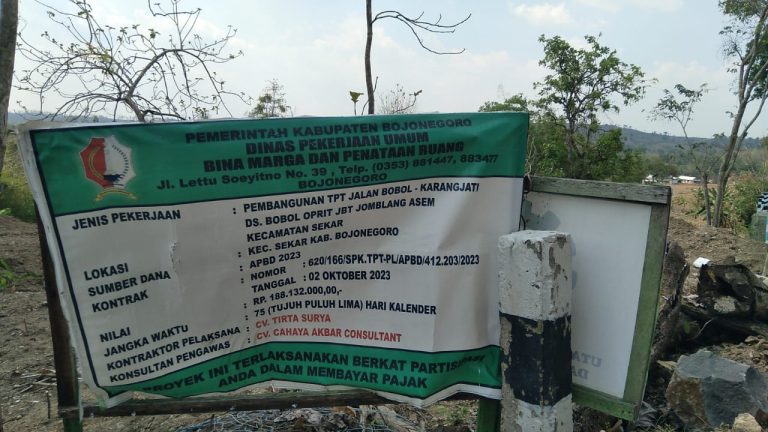 PEMERINTAH KABUPATEN BOJONEGORO
DINAS PEKERJAAN UMUM
BINA MARGA DAN PENATAAN RUANG
Jl. Lettu Soeyitno No. 39 , Telp. (0353) 881447, 883477
BOJONEGORO
JENIS PEKERJAAN : PEMBANGUNAN TPT JALAN BOBOL - KARANGJATI
DS. BOBOL OPRIT JBT JOMBLANG ASEM
KECAMATAN SEKAR
LOKASI : KEC. SEKAR KAB. BOJONEGORO
SUMBER DANA : APBD 2023
KONTRAK : NOMOR : 620/166/SPK.TPT-PL/APBD/412.203/2023
TANGGAL : 02 OKTOBER 2023
NILAI : RP. 188.132.000,00,-
JANGKA WAKTU : 75 (TUJUH PULUH LIMA) HARI KALENDER
KONTRAKTOR PELAKSANA : CV. TIRTA SURYA
KONSULTAN PENGAWAS : CV. CAHAYA AKBAR CONSULTANT
PROYEK INI TERLAKSANAKAN BERKAT PARTISIPASI
ANDA DALAM MEMBAYAR PAJAK